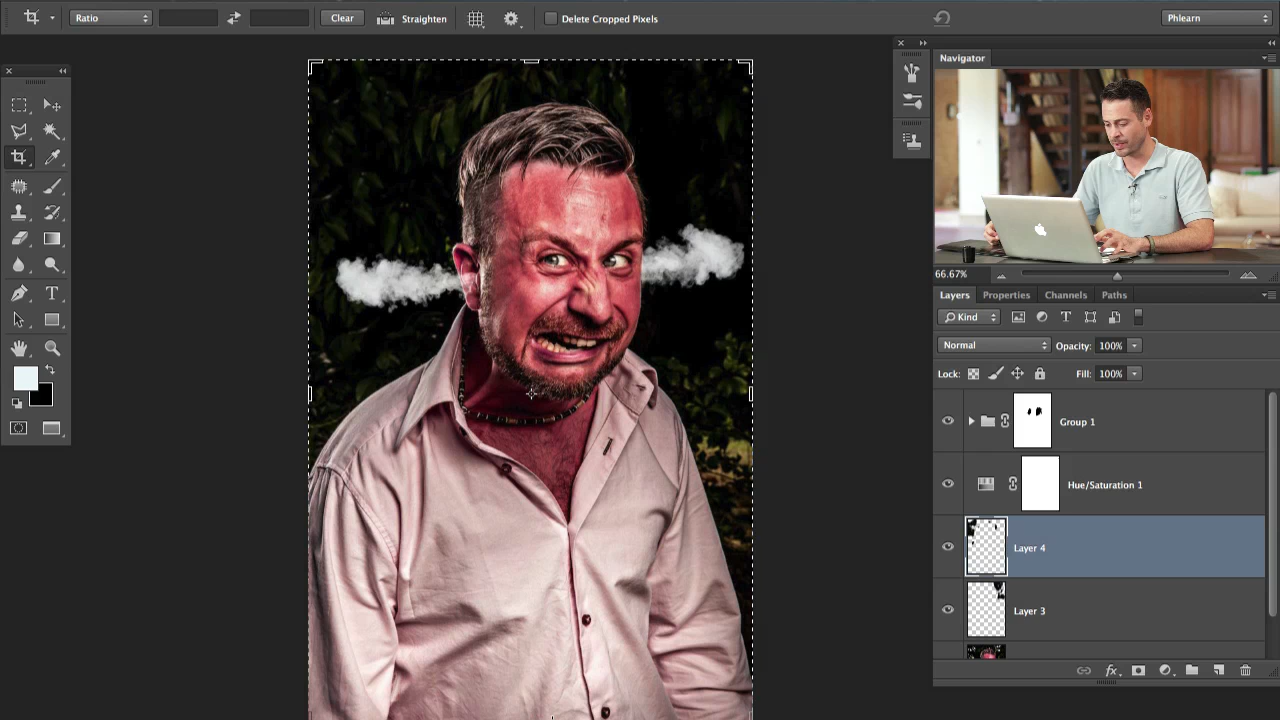 Ratio Clear Straighten Delete Cropped Pixels Phlearn
Navigator
66.67%
Layers Properties Channels Paths
Kind
Normal Opacity: 100%
Lock: Fill: 100%
Group 1
Hue/Saturation 1
Layer 4
Layer 3
fx